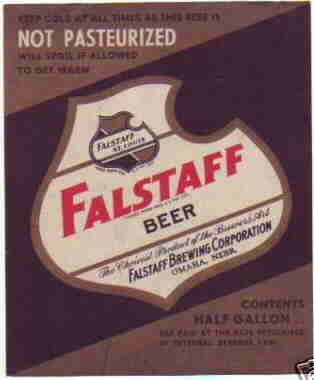 KEEP COLD AT ALL TIMES AS THIS BEER IS
NOT PASTEURIZED
WILL SPOIL IF ALLOWED
TO GET WARM
FALSTAFF
ST. LOUIS
FALSTAFF
BEER
The Choicest Product of the Brewer's Art
FALSTAFF BREWING CORPORATION
OMAHA, NEBR.
CONTENTS
HALF GALLON
TAX PAID AT THE RATE PRESCRIBED
BY INTERNAL REVENUE LAW